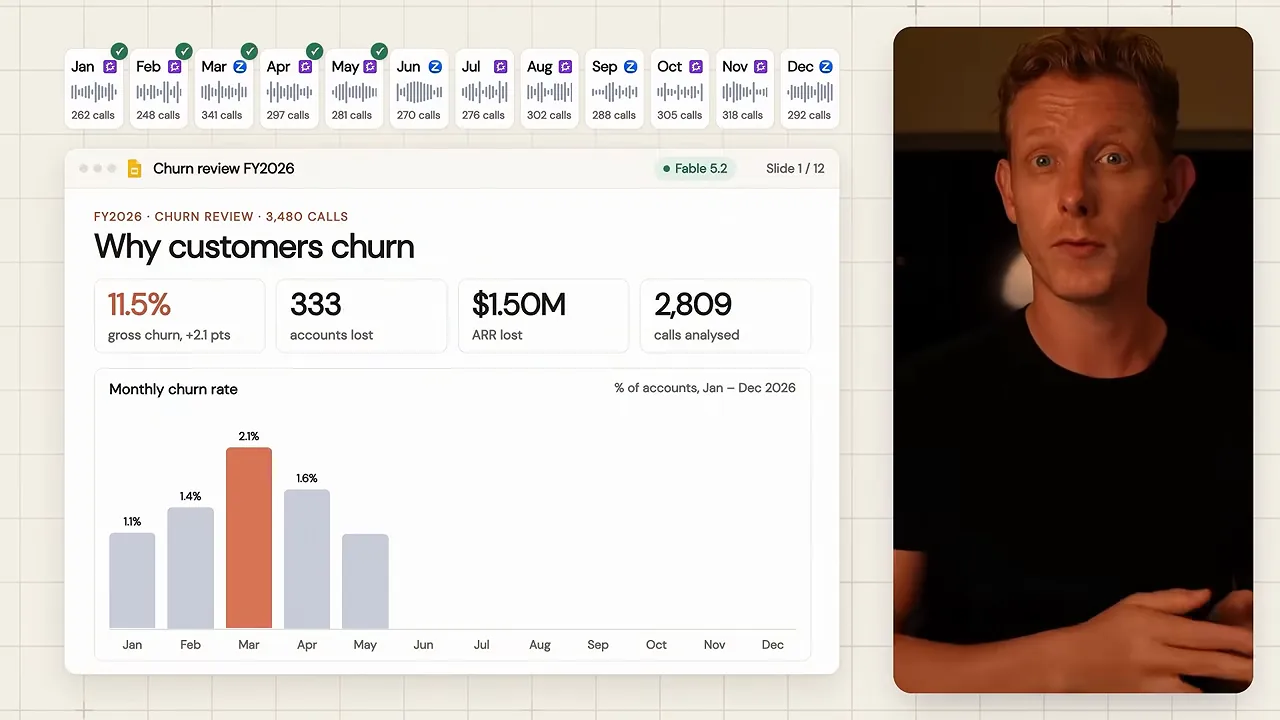 Jan Feb Mar Apr May Jun Jul Aug Sep Oct Nov Dec
262 calls 248 calls 341 calls 297 calls 281 calls 270 calls 276 calls 302 calls 288 calls 305 calls 318 calls 292 calls
Churn review FY2026 Fable 5.2 Slide 1 / 12
FY2026 · CHURN REVIEW · 3,480 CALLS
Why customers churn
11.5% 333 $1.50M 2,809
gross churn, +2.1 pts accounts lost ARR lost calls analysed
Monthly churn rate % of accounts, Jan – Dec 2026
2.1%
1.6%
1.4%
1.1%
Jan Feb Mar Apr May Jun Jul Aug Sep Oct Nov Dec